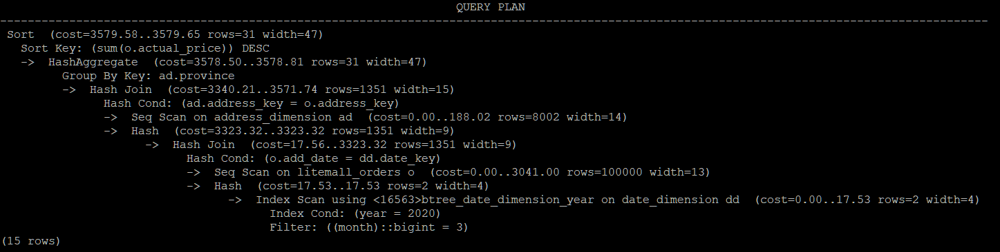 QUERY PLAN
-----------------------------------------------------------------------------------------------------------------------------------------------
Sort  (cost=3579.58..3579.65 rows=31 width=47)
  Sort Key: (sum(o.actual_price)) DESC
  ->  HashAggregate  (cost=3578.50..3578.81 rows=31 width=47)
        Group By Key: ad.province
        ->  Hash Join  (cost=3340.21..3571.74 rows=1351 width=15)
              Hash Cond: (ad.address_key = o.address_key)
              ->  Seq Scan on address_dimension ad  (cost=0.00..188.02 rows=8002 width=14)
              ->  Hash  (cost=3323.32..3323.32 rows=1351 width=9)
                    ->  Hash Join  (cost=17.56..3323.32 rows=1351 width=9)
                          Hash Cond: (o.add_date = dd.date_key)
                          ->  Seq Scan on litemall_orders o  (cost=0.00..3041.00 rows=100000 width=13)
                          ->  Hash  (cost=17.53..17.53 rows=2 width=4)
                                ->  Index Scan using <16563>btree_date_dimension_year on date_dimension dd  (cost=0.00..17.53 rows=2 width=4)
                                      Index Cond: (year = 2020)
                                      Filter: ((month)::bigint = 3)
(15 rows)